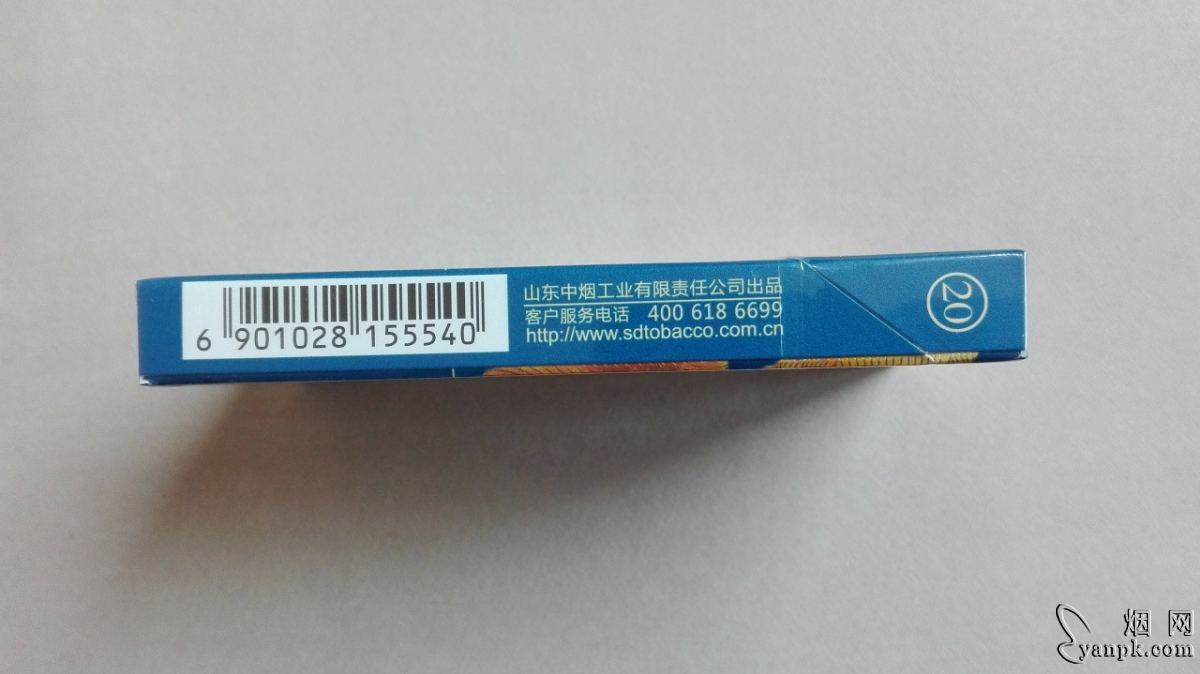 山东中烟工业有限责任公司出品
客户服务电话 400 618 6699
http://www.sdtobacco.com.cn
6 901028 155540
20
烟网
yanpk.com